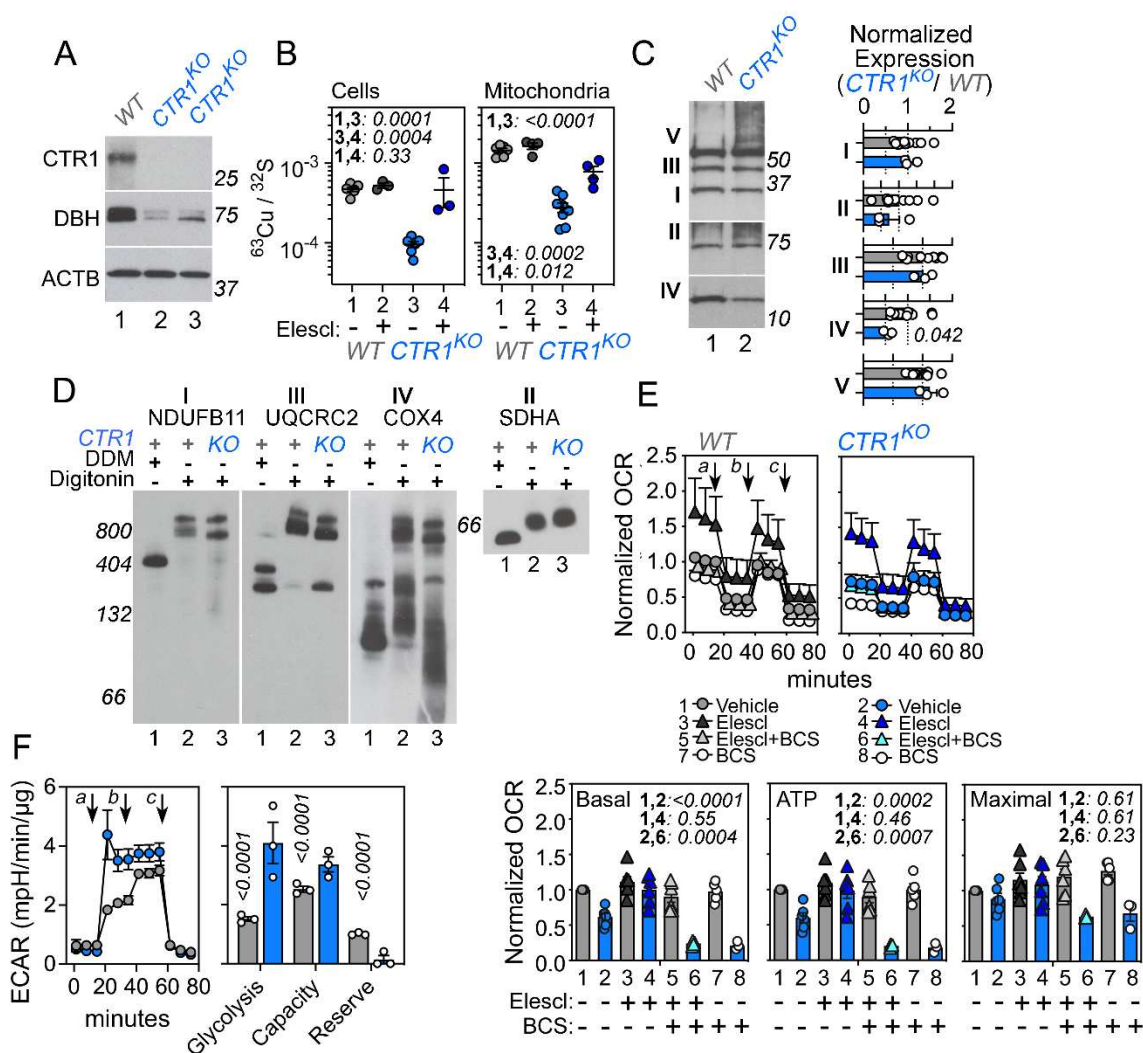 A
WT
CTR1KO
CTR1KO
CTR1
25
DBH
75
ACTB
37
1 2 3
B
Cells
Mitochondria
1,3: 0.0001
3,4: 0.0004
1,4: 0.33
1,3: <0.0001
3,4: 0.0002
1,4: 0.012
63Cu / 32S
10-3
10-4
1 2 3 4
1 2 3 4
Elescl: - + - + - + - +
WT CTR1KO WT CTR1KO
C
WT
CTR1KO
V
III
I
II
IV
50
37
75
10
1 2
Normalized
Expression
(CTR1KO/ WT)
0 1 2
I
II
III
IV
0.042
V
D
I
NDUFB11
III
UQCRC2
IV
COX4
II
SDHA
CTR1 + + KO + + KO + + KO + + KO
DDM + - - + - - + - - + - -
Digitonin - + + - + + - + + - + +
800
404
132
66
66
1 2 3 1 2 3 1 2 3
1 2 3
E
WT
CTR1KO
a b c
Normalized OCR
2.5
2.0
1.5
1.0
0.5
0.0
0 20 40 60 80
0 20 40 60 80
minutes
1 Vehicle
3 Elescl
5 Elescl+BCS
7 BCS
2 Vehicle
4 Elescl
6 Elescl+BCS
8 BCS
Normalized OCR
2.5
2.0
1.5
1.0
0.5
0.0
Basal
1,2: <0.0001
1,4: 0.55
2,6: 0.0004
ATP
1,2: 0.0002
1,4: 0.46
2,6: 0.0007
Maximal
1,2: 0.61
1,4: 0.61
2,6: 0.23
1 2 3 4 5 6 7 8
1 2 3 4 5 6 7 8
1 2 3 4 5 6 7 8
Elescl: - - + + + + - - - - + + + + - - - - + + + + - -
BCS: - - - - + + + + - - - - + + + + - - - - + + + +
F
a b c
ECAR (mpH/min/µg)
6
4
2
0
0 20 40 60 80
minutes
<0.0001
<0.0001
<0.0001
Glycolysis
Capacity
Reserve